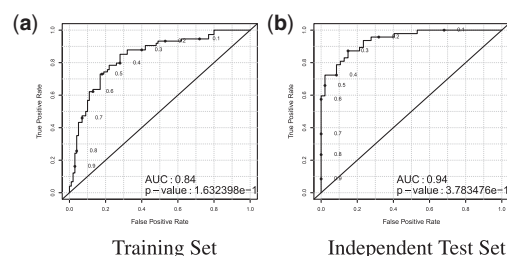 (a)
True Positive Rate
1.0
0.8
0.6
0.4
0.2
0.0
0.1
0.2
0.3
0.4
0.5
0.6
0.7
0.8
0.9
AUC : 0.84
p-value : 1.632398e-1
0.0 0.2 0.4 0.6 0.8 1.0
False Positive Rate
Training Set
(b)
True Positive Rate
1.0
0.8
0.6
0.4
0.2
0.0
0.1
0.2
0.3
0.4
0.5
0.6
0.7
0.8
0.9
AUC : 0.94
p-value : 3.783476e-1
0.0 0.2 0.4 0.6 0.8 1.0
False Positive Rate
Independent Test Set